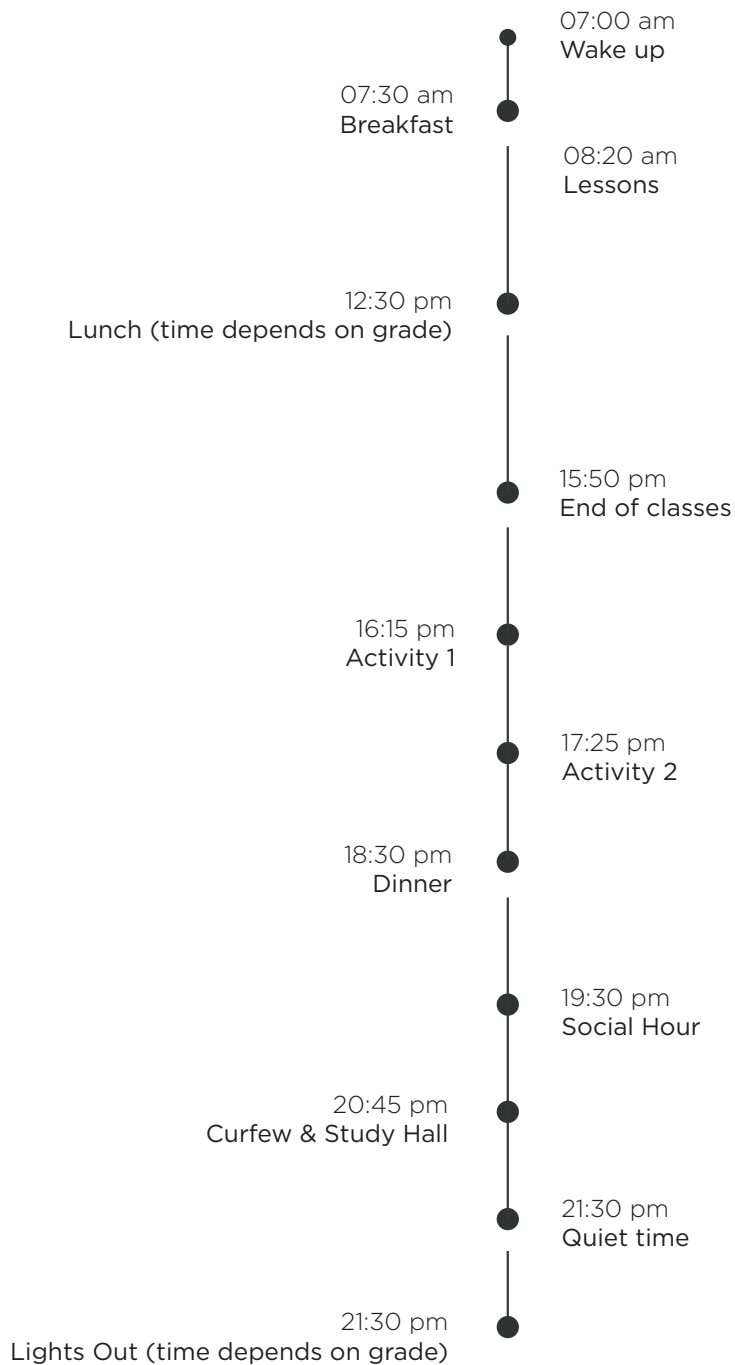 07:00 am
Wake up
07:30 am
Breakfast
08:20 am
Lessons
12:30 pm
Lunch (time depends on grade)
15:50 pm
End of classes
16:15 pm
Activity 1
17:25 pm
Activity 2
18:30 pm
Dinner
19:30 pm
Social Hour
20:45 pm
Curfew & Study Hall
21:30 pm
Quiet time
21:30 pm
Lights Out (time depends on grade)